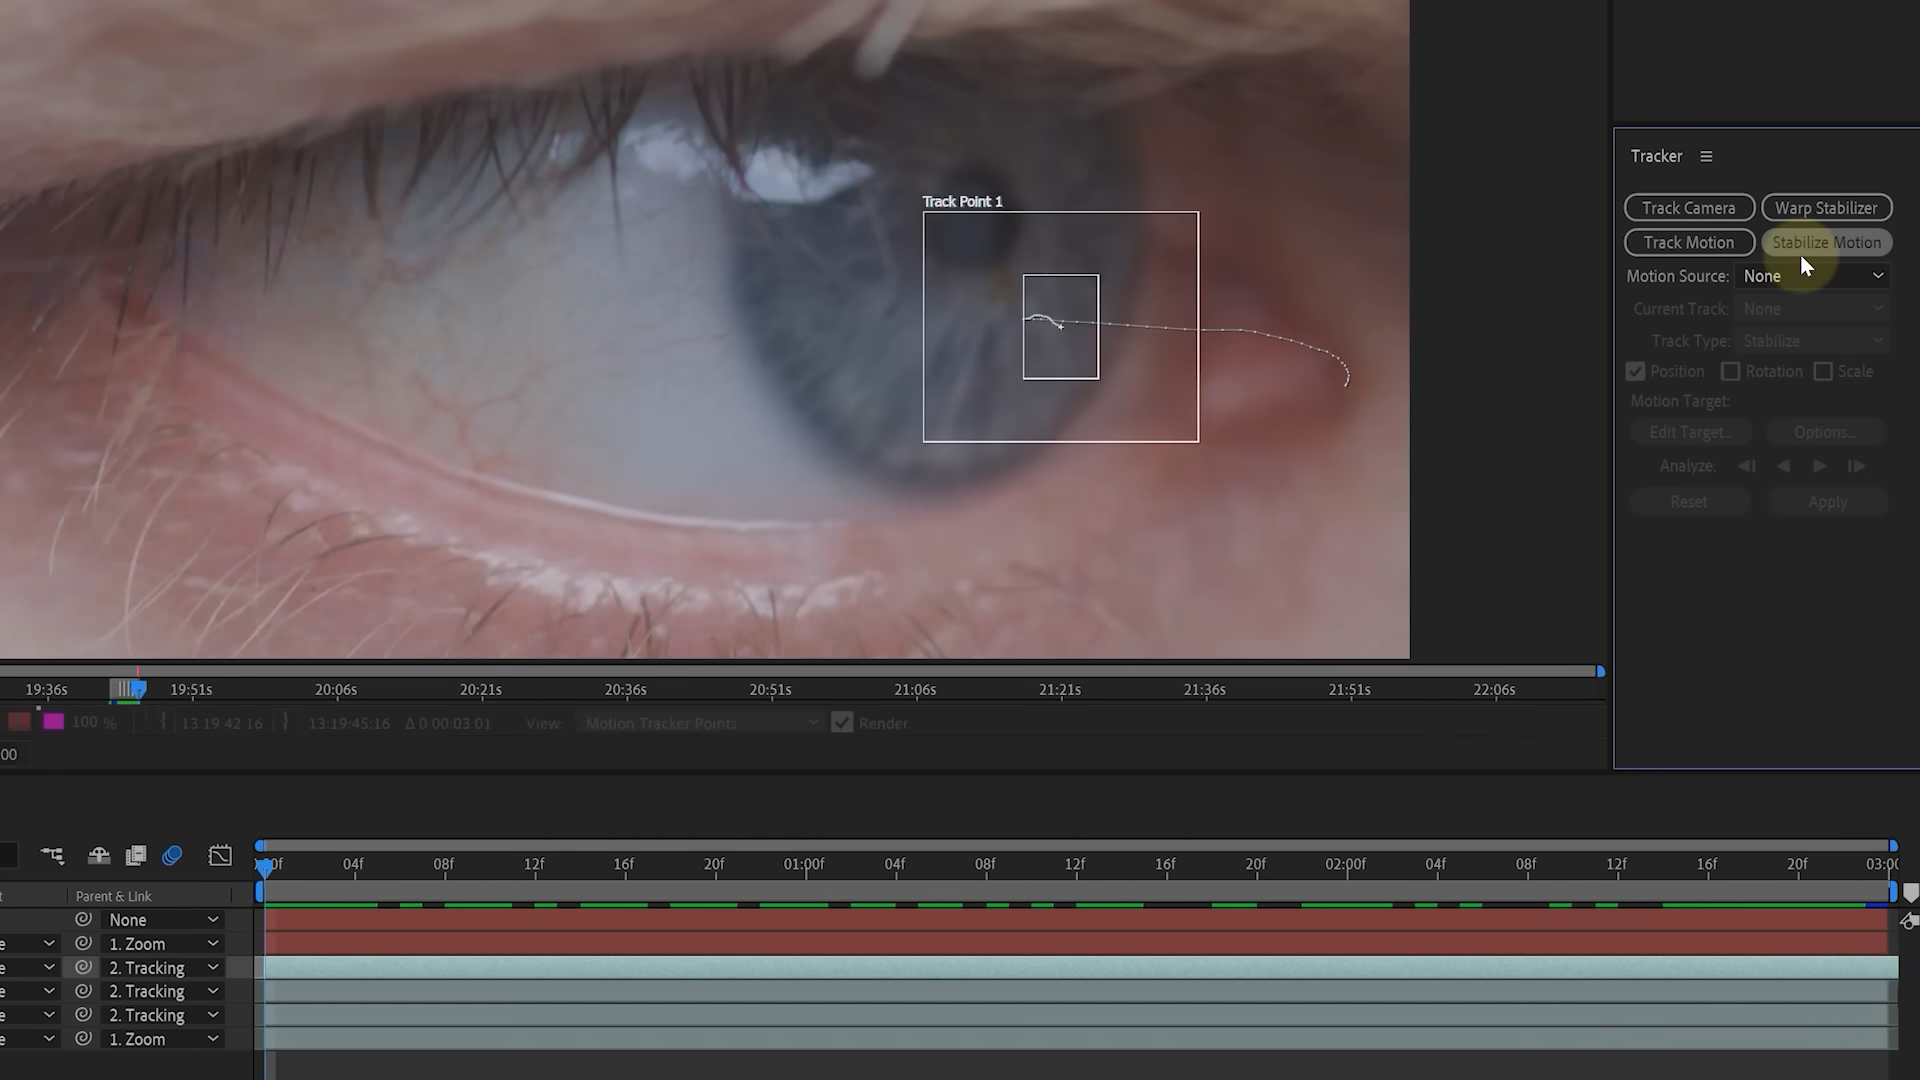 Track Point 1
Tracker
Track Camera
Warp Stabilizer
Track Motion
Stabilize Motion
Motion Source: None
Current Track: None
Track Type: Stabilize
Position Rotation Scale
Motion Target:
Edit Target... Options...
Analyze:
Reset Apply
19:36s 19:51s 20:06s 20:21s 20:36s 20:51s 21:06s 21:21s 21:36s 21:51s 22:06s
100 % { 13:19:42:16 } 13:19:45:16 Δ 0:00:03:01 View: Motion Tracker Points Render
00
04f 08f 12f 16f 20f 01:00f 04f 08f 12f 16f 20f 02:00f 04f 08f 12f 16f 20f
Parent & Link
None
1. Zoom
2. Tracking
2. Tracking
2. Tracking
1. Zoom